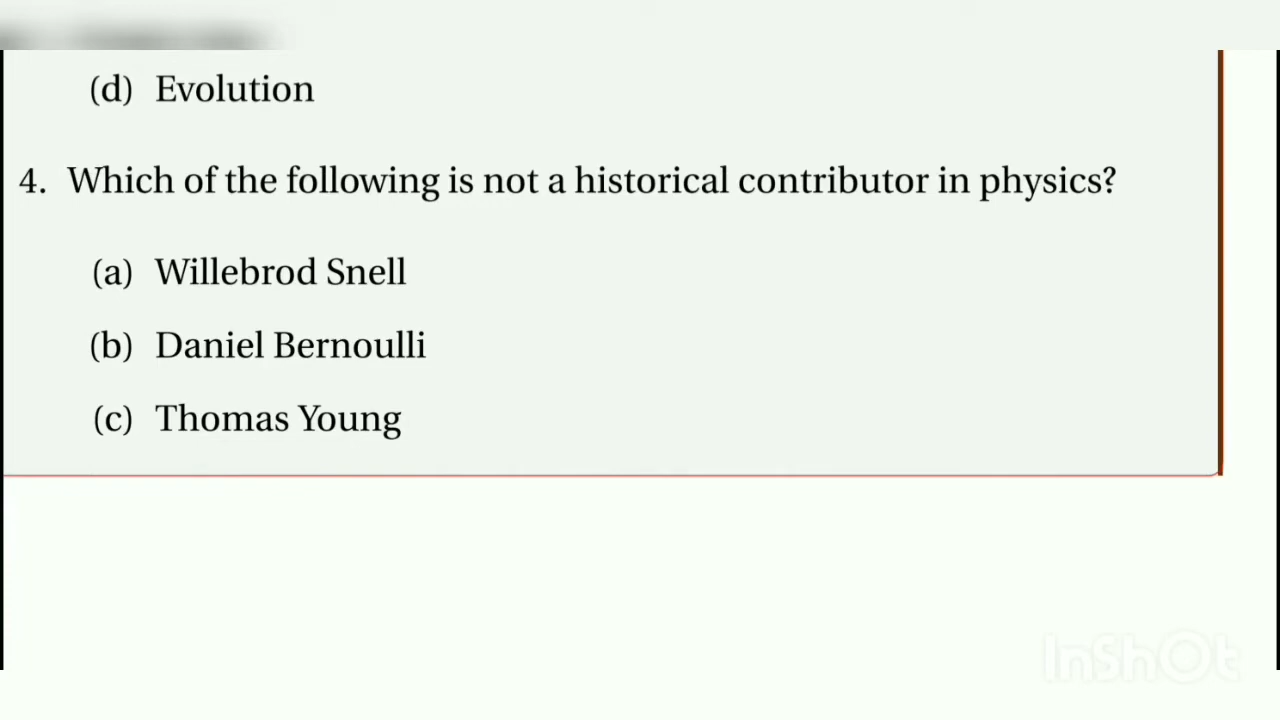 (d) Evolution
4. Which of the following is not a historical contributor in physics?
(a) Willebrod Snell
(b) Daniel Bernoulli
(c) Thomas Young
InShOt